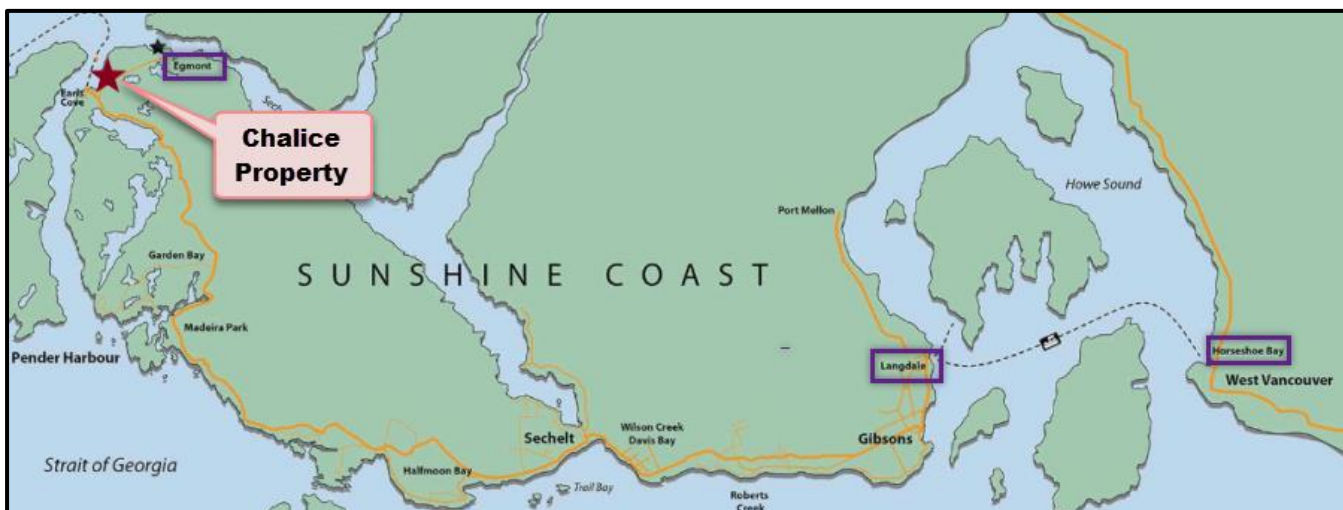 Egmont
Earls
Cove
Sech
Chalice
Property
Howe Sound
Port Mellon
Garden Bay
SUNSHINE COAST
Madeira Park
Pender Harbour
Langdale
Horseshoe Bay
West Vancouver
Wilson Creek
Davis Bay
Sechelt
Gibsons
Strait of Georgia
Halfmoon Bay
Trail Bay
Roberts
Creek